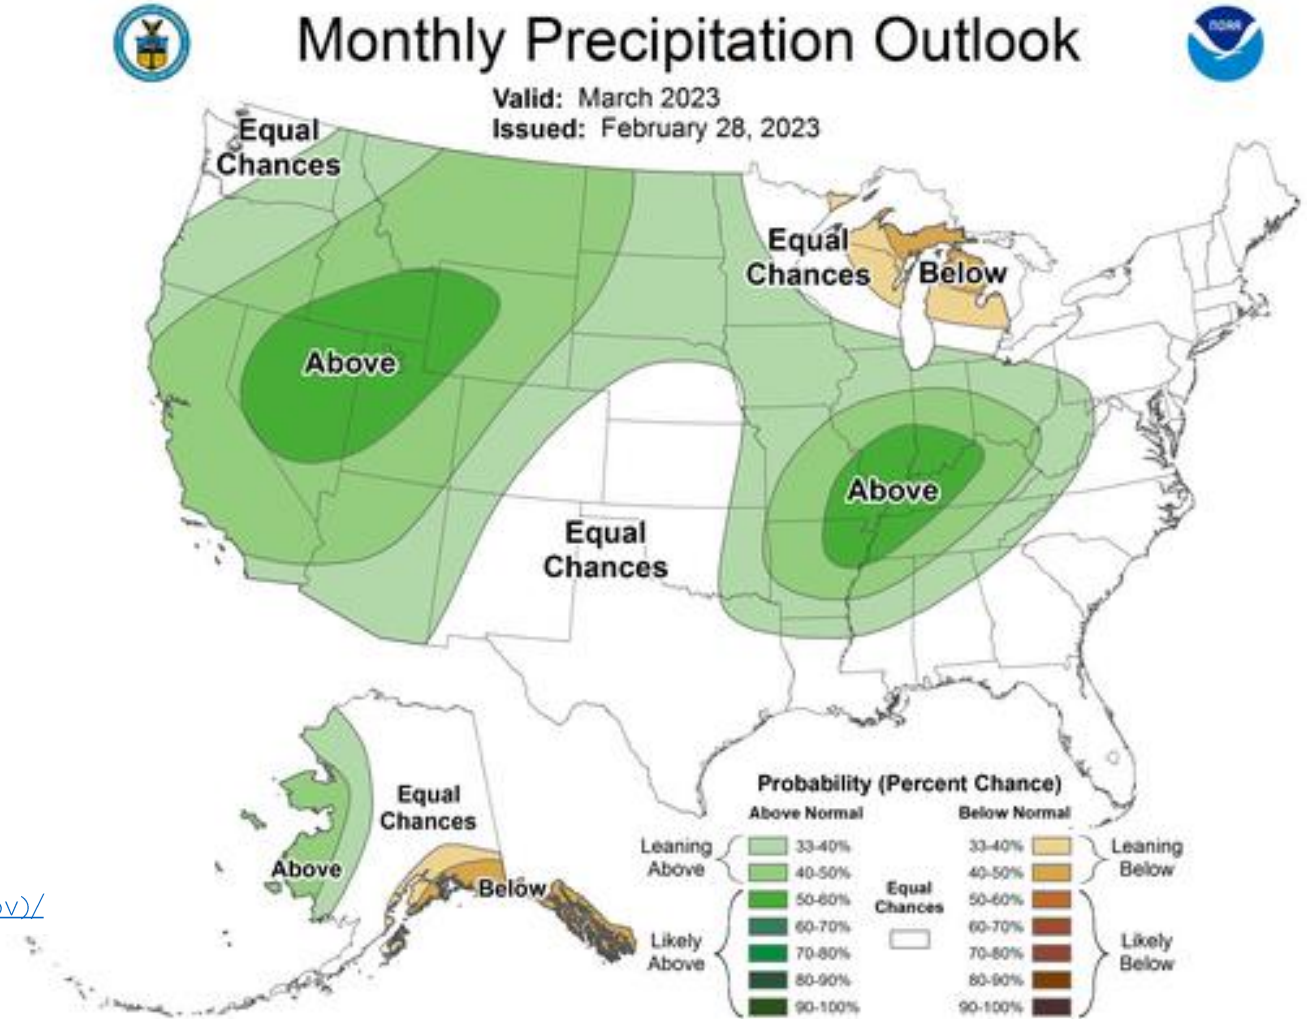 Monthly Precipitation Outlook
NOAA
Valid: March 2023
Issued: February 28, 2023
Equal
Chances
Equal
Chances
Below
Above
Above
Equal
Chances
Equal
Chances
Above
Below
ov)/
Probability (Percent Chance)
Above Normal
Below Normal
Leaning
Above
33-40%
40-50%
50-60%
60-70%
70-80%
80-90%
90-100%
Likely
Above
Equal
Chances
33-40%
40-50%
50-60%
60-70%
70-80%
80-90%
90-100%
Leaning
Below
Likely
Below